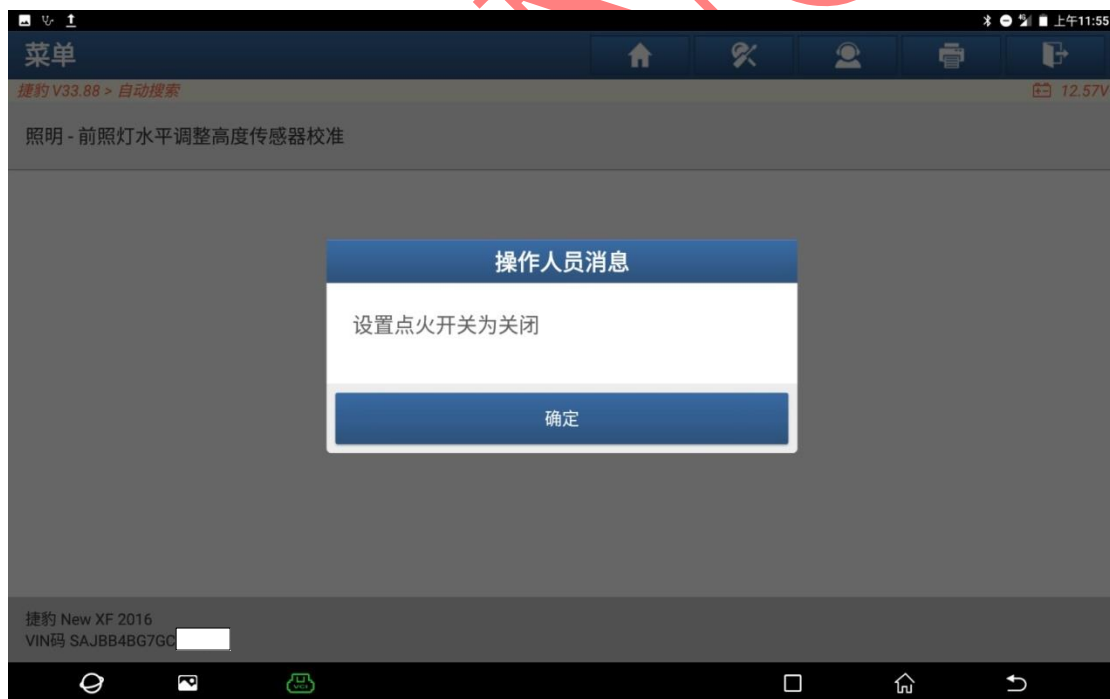 上午11:55
菜单
捷豹 V33.88 > 自动搜索
12.57V
照明 - 前照灯水平调整高度传感器校准
操作人员消息
设置点火开关为关闭
确定
捷豹 New XF 2016
VIN码 SAJBB4BG7GC
VCI